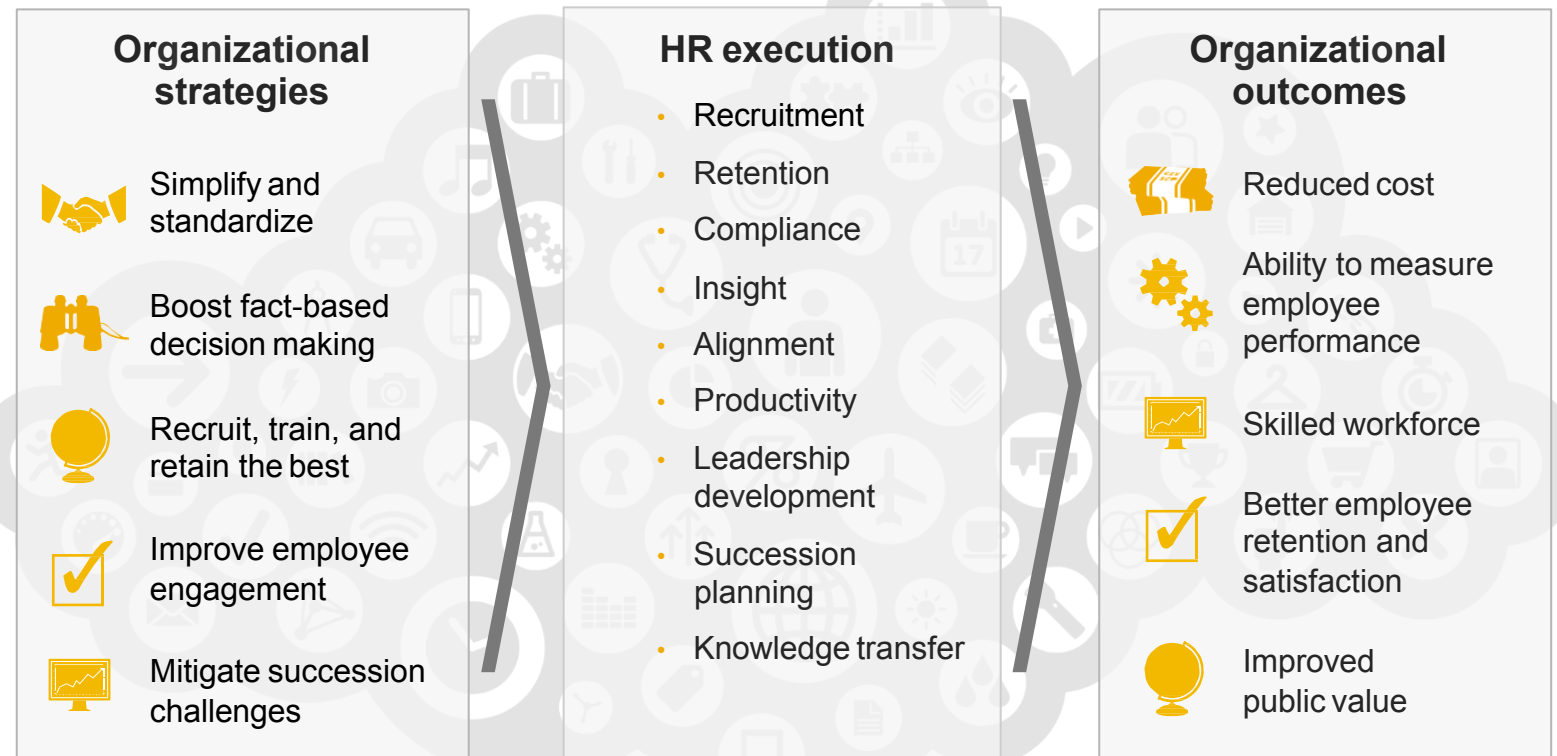 Organizational
strategies
Simplify and
standardize
Boost fact-based
decision making
Recruit, train, and
retain the best
Improve employee
engagement
Mitigate succession
challenges
HR execution
• Recruitment
• Retention
• Compliance
• Insight
• Alignment
• Productivity
• Leadership
development
• Succession
planning
• Knowledge transfer
17
Organizational
outcomes
Reduced cost
Ability to measure
employee
performance
Skilled workforce
Better employee
retention and
satisfaction
Improved
public value